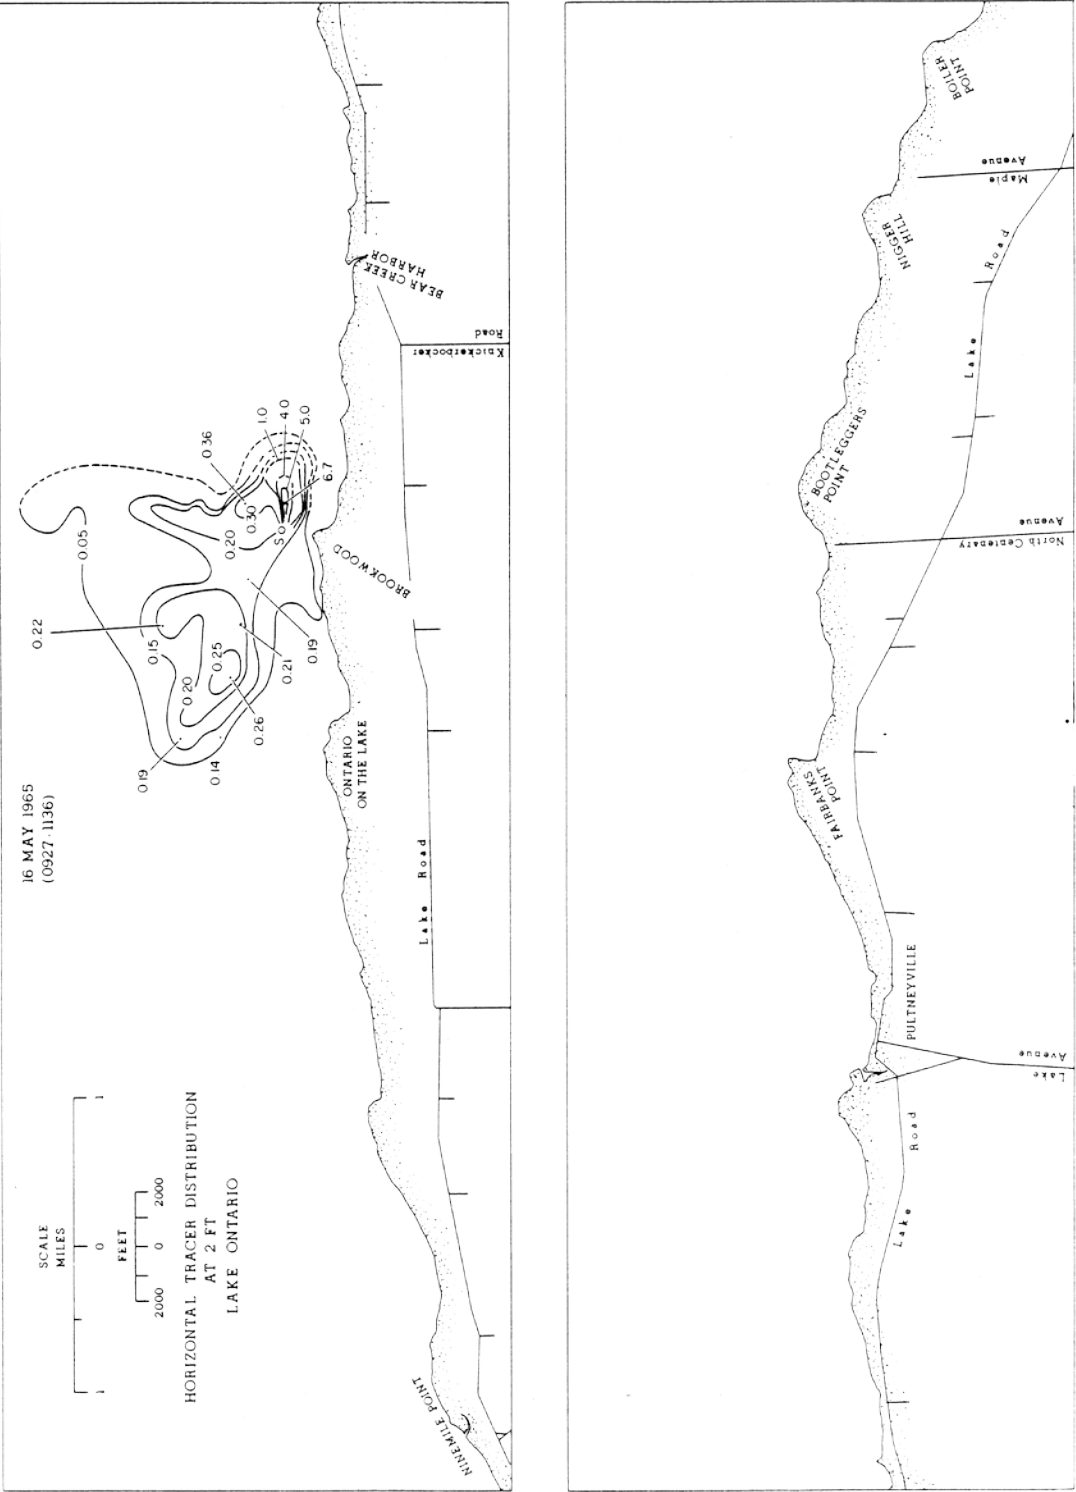 16 MAY 1965
(0927-1136)
SCALE
MILES
1 0 1
FEET
2000 0 2000
HORIZONTAL TRACER DISTRIBUTION
AT 2 FT
LAKE ONTARIO
0.22
0.05
0.15
0.20
0.25
0.19
0.14
0.26
0.21
0.19
0.20
0.30
0.36
1.0
4.0
5.0
6.7
S O
NINEMILE POINT
Lake Road
ONTARIO
ON THE LAKE
BROOKWOOD
Knickerbocker
Road
BEAR CREEK
HARBOR
Lake Road
Lake
Avenue
PULTNEYVILLE
FAIRBANKS
POINT
North Centenary
Avenue
BOOTLEGGERS
POINT
Lake Road
NIGGER
HILL
Maple
Avenue
BOILER
POINT